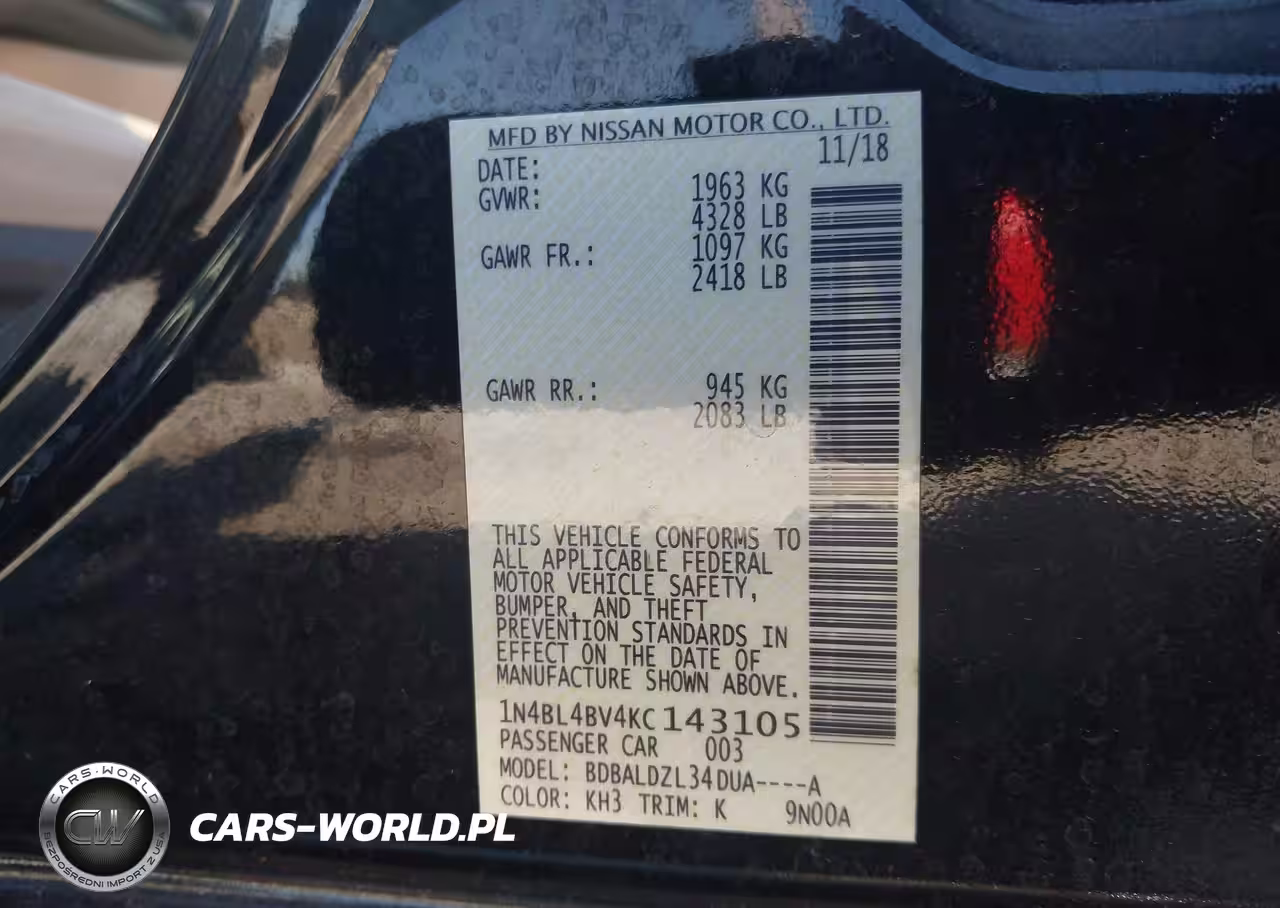 MFD BY NISSAN MOTOR CO., LTD.
DATE: 11/18
GVWR: 1963 KG
4328 LB
GAWR FR.: 1097 KG
2418 LB
GAWR RR.: 945 KG
2083 LB
THIS VEHICLE CONFORMS TO
ALL APPLICABLE FEDERAL
MOTOR VEHICLE SAFETY,
BUMPER, AND THEFT
PREVENTION STANDARDS IN
EFFECT ON THE DATE OF
MANUFACTURE SHOWN ABOVE.
1N4BL4BV4KC143105
PASSENGER CAR 003
MODEL: BDBALDZL34DUA----A
COLOR: KH3 TRIM: K 9N00A
CARS-WORLD
CW
BEZPOŚREDNI IMPORT Z USA
CARS-WORLD.PL